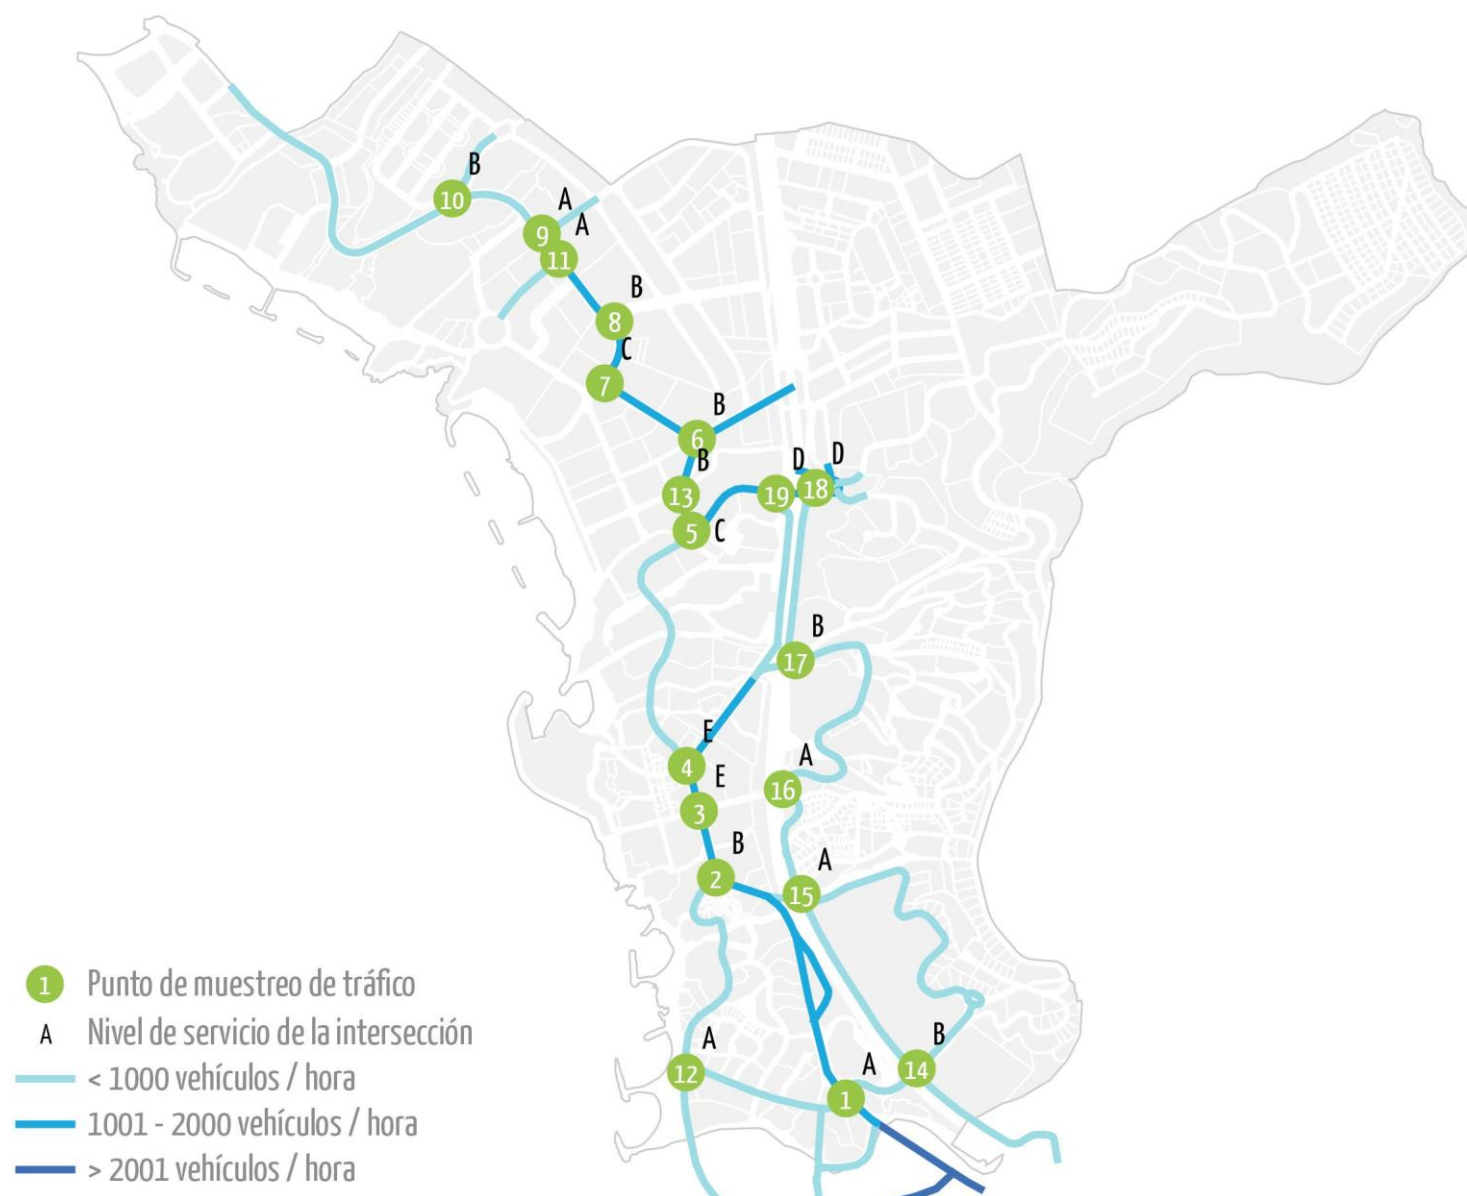 B
10
A
9
A
11
B
8
C
7
B
6
B
13
D
D
19
18
5
C
B
17
E
4
E
A
16
3
B
A
2
15
1
Punto de muestreo de tráfico
A
Nivel de servicio de la intersección
< 1000 vehículos / hora
1001 - 2000 vehículos / hora
> 2001 vehículos / hora
A
12
B
14
A
1